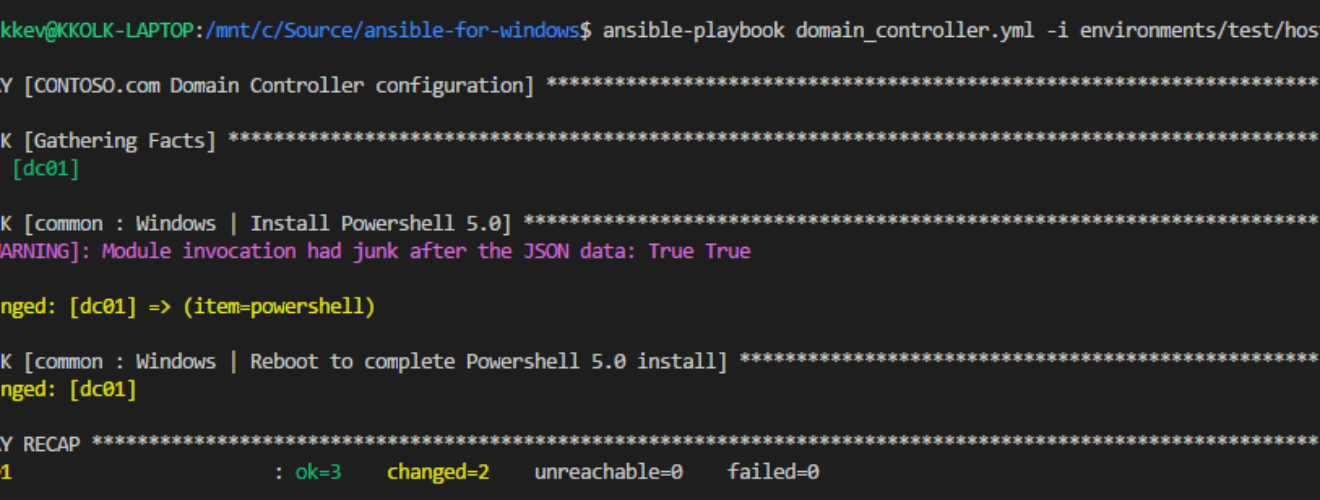 kkev@KKOLK-LAPTOP:/mnt/c/Source/ansible-for-windows$ ansible-playbook domain_controller.yml -i environments/test/hos
Y [CONTOSO.com Domain Controller configuration] ********************************************************************
K [Gathering Facts] ************************************************************************************************
[dc01]
K [common : Windows | Install Powershell 5.0] **********************************************************************
ARNING]: Module invocation had junk after the JSON data: True True
nged: [dc01] => (item=powershell)
K [common : Windows | Reboot to complete Powershell 5.0 install] ***************************************************
nged: [dc01]
Y RECAP ************************************************************************************************************
1 : ok=3 changed=2 unreachable=0 failed=0